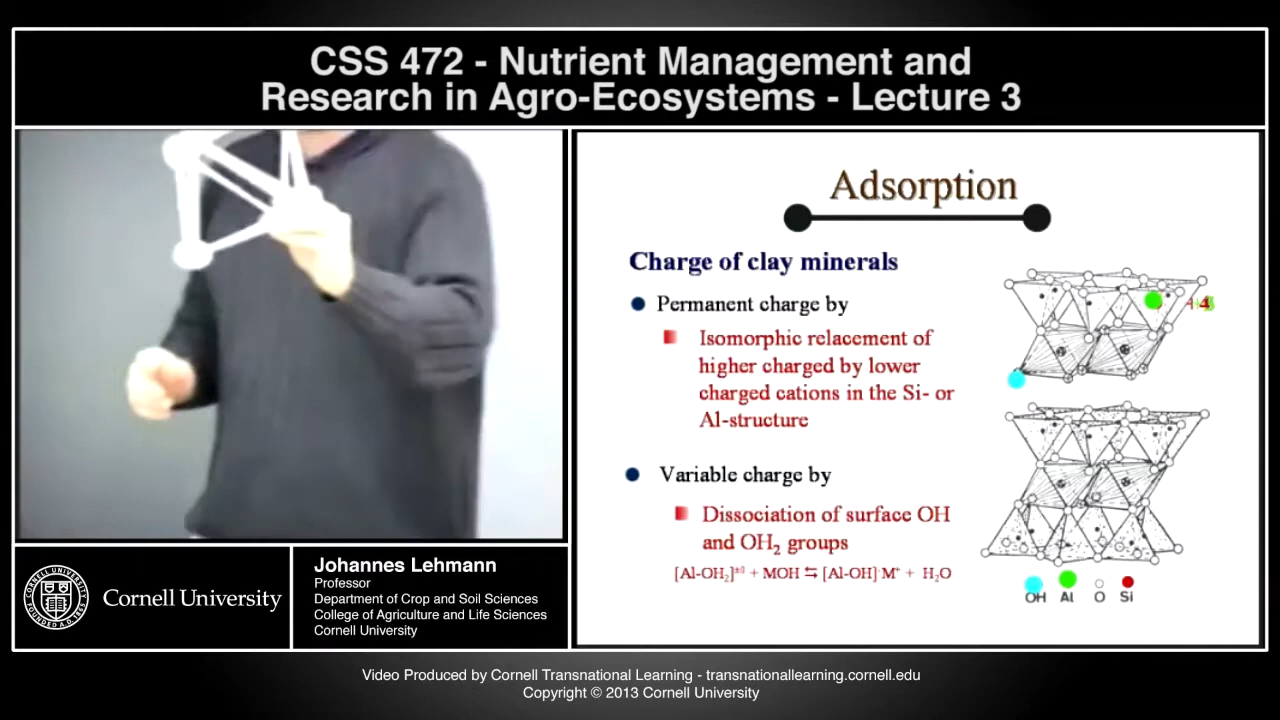 CSS 472 - Nutrient Management and
Research in Agro-Ecosystems - Lecture 3
Adsorption
Charge of clay minerals
Permanent charge by
Isomorphic relacement of
higher charged by lower
charged cations in the Si- or
Al-structure
Variable charge by
Dissociation of surface OH
and OH₂ groups
[Al-OH₂]±⁰ + MOH ⇆ [Al-OH]⁻M⁺ + H₂O
OH Al O Si
Cornell University
Johannes Lehmann
Professor
Department of Crop and Soil Sciences
College of Agriculture and Life Sciences
Cornell University
Video Produced by Cornell Transnational Learning - transnationallearning.cornell.edu
Copyright © 2013 Cornell University